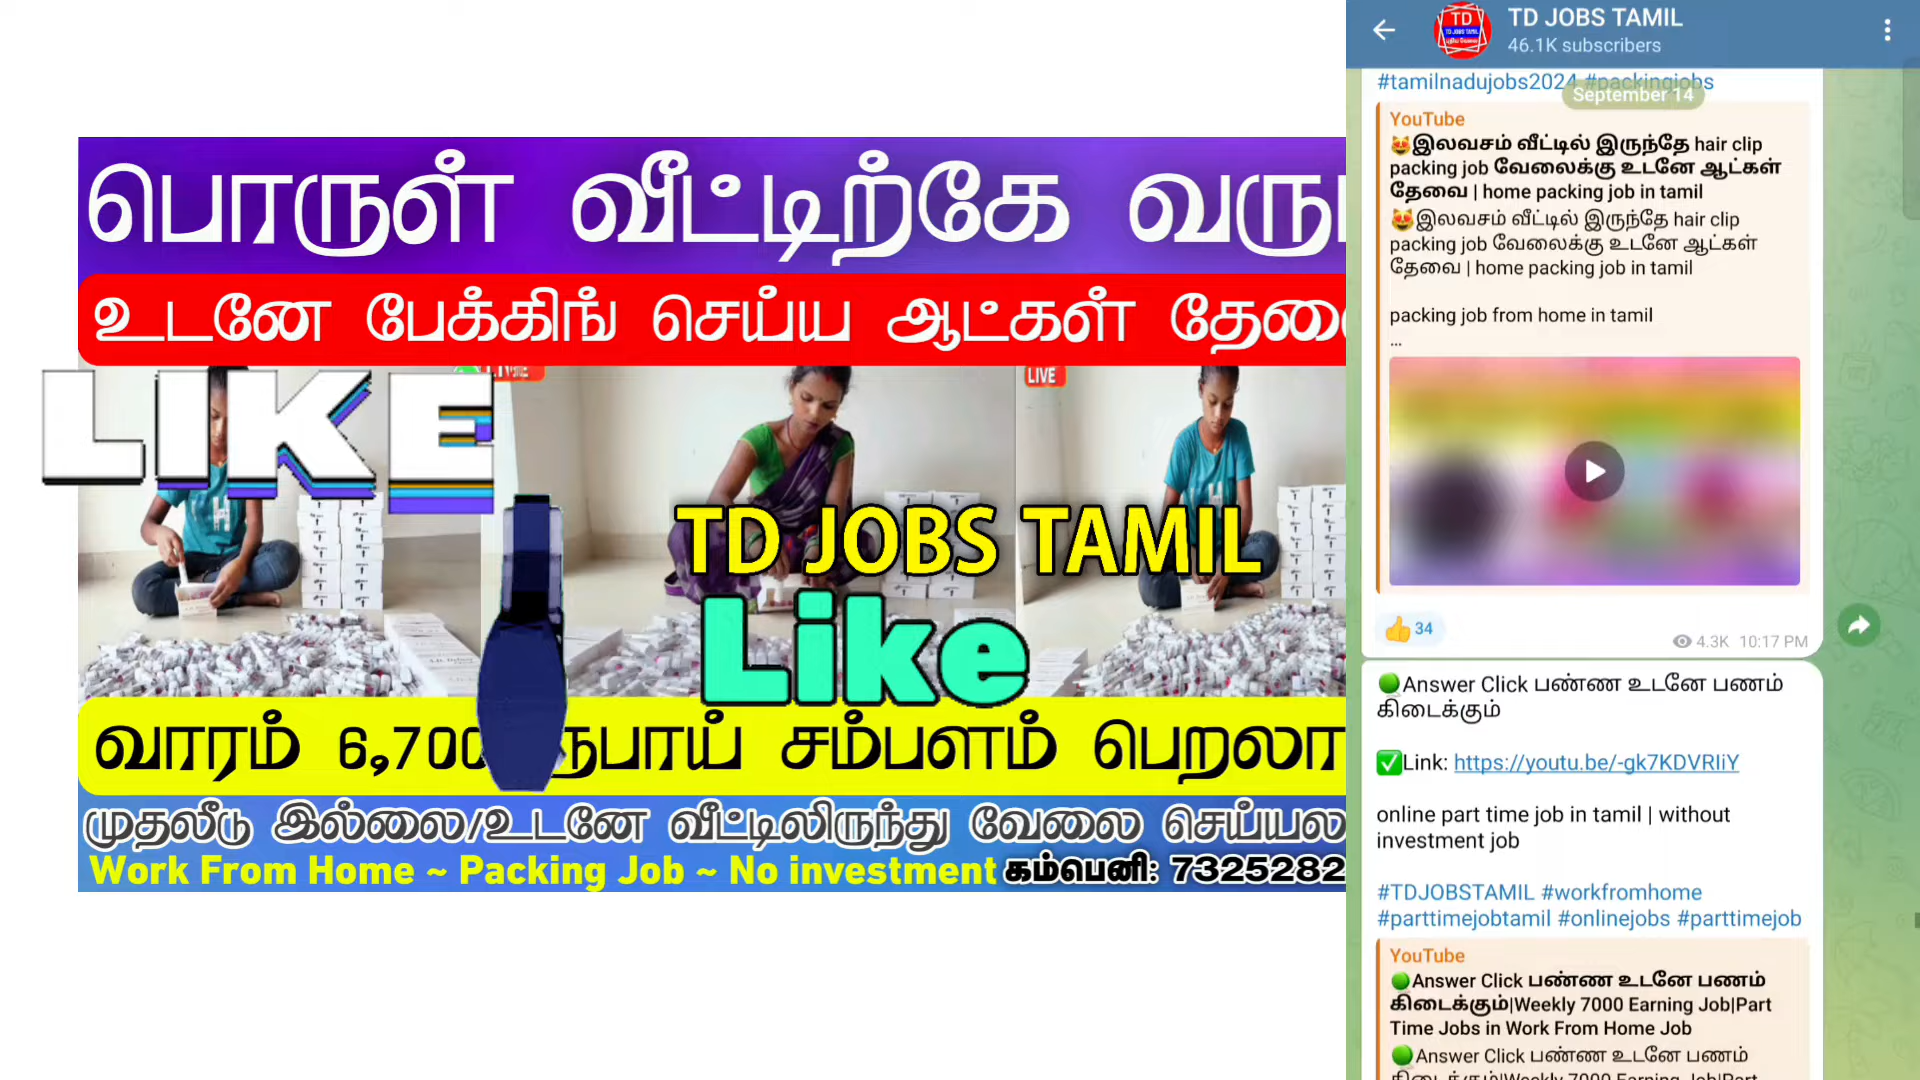 பொருள் வீட்டிற்கே
உடனே பேக்கிங் செய்ய ஆட்கள்
LIKE
LIVE
TD JOBS TAMIL
Like
வாரம் 6,700 ரூபாய் சம்பளம்
முதலீடு இல்லை/உடனே வீட்டிலிருந்து வேலை
Work From Home ~ Packing Job ~ No investment கம்பெனி: 7325282
TD JOBS TAMIL
46.1K subscribers
#tamilnadujobs2024 #packingjobs
September 14
YouTube
😻இலவசம் வீட்டில் இருந்தே hair clip
packing job வேலைக்கு உடனே ஆட்கள்
தேவை | home packing job in tamil
😻இலவசம் வீட்டில் இருந்தே hair clip
packing job வேலைக்கு உடனே ஆட்கள்
தேவை | home packing job in tamil
packing job from home in tamil
...
👍 34
4.3K 10:17 PM
🟢Answer Click பண்ண உடனே பணம்
கிடைக்கும்
✅Link: https://youtu.be/-gk7KDVRIiY
online part time job in tamil | without
investment job
#TDJOBSTAMIL #workfromhome
#parttimejobtamil #onlinejobs #parttimejob
YouTube
🟢Answer Click பண்ண உடனே பணம்
கிடைக்கும்|Weekly 7000 Earning Job|Part
Time Jobs in Work From Home Job
🟢Answer Click பண்ண உடனே பணம்
கிடைக்கும்|Weekly 7000 Earning Job|Part